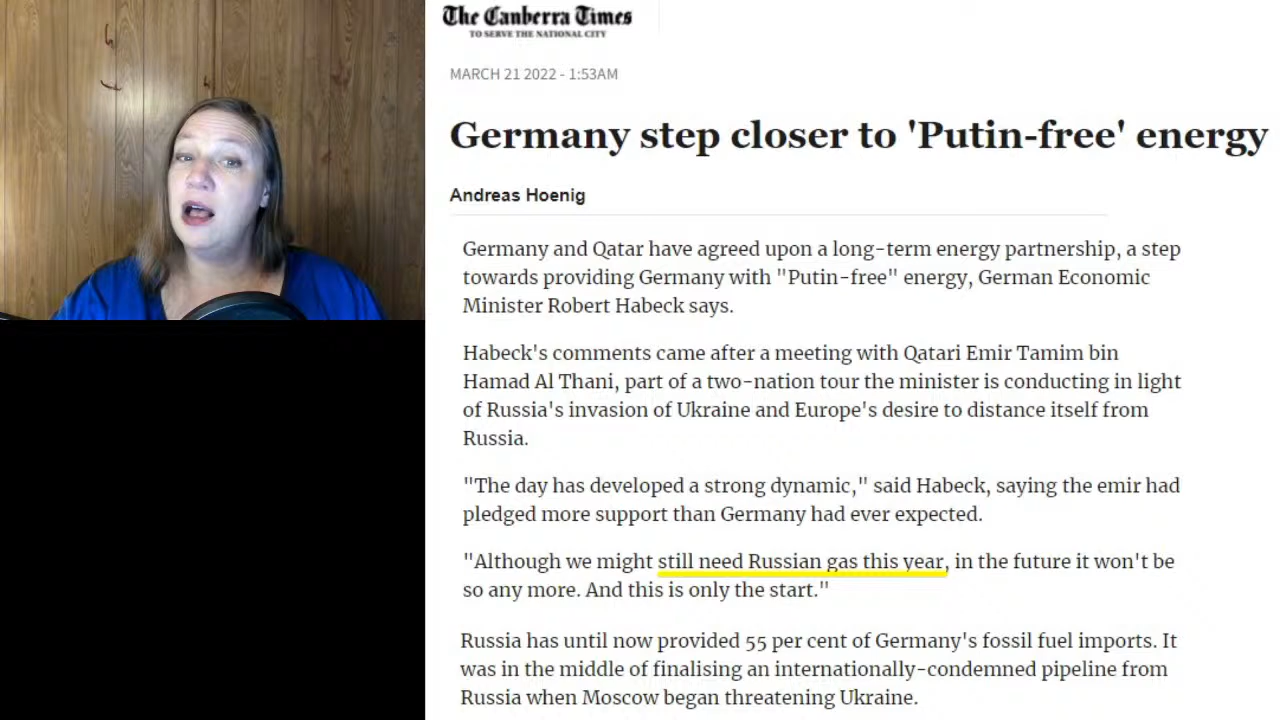 The Canberra Times
TO SERVE THE NATIONAL CITY
MARCH 21 2022 - 1:53AM
Germany step closer to 'Putin-free' energy
Andreas Hoenig
Germany and Qatar have agreed upon a long-term energy partnership, a step
towards providing Germany with "Putin-free" energy, German Economic
Minister Robert Habeck says.
Habeck's comments came after a meeting with Qatari Emir Tamim bin
Hamad Al Thani, part of a two-nation tour the minister is conducting in light
of Russia's invasion of Ukraine and Europe's desire to distance itself from
Russia.
"The day has developed a strong dynamic," said Habeck, saying the emir had
pledged more support than Germany had ever expected.
"Although we might still need Russian gas this year, in the future it won't be
so any more. And this is only the start."
Russia has until now provided 55 per cent of Germany's fossil fuel imports. It
was in the middle of finalising an internationally-condemned pipeline from
Russia when Moscow began threatening Ukraine.